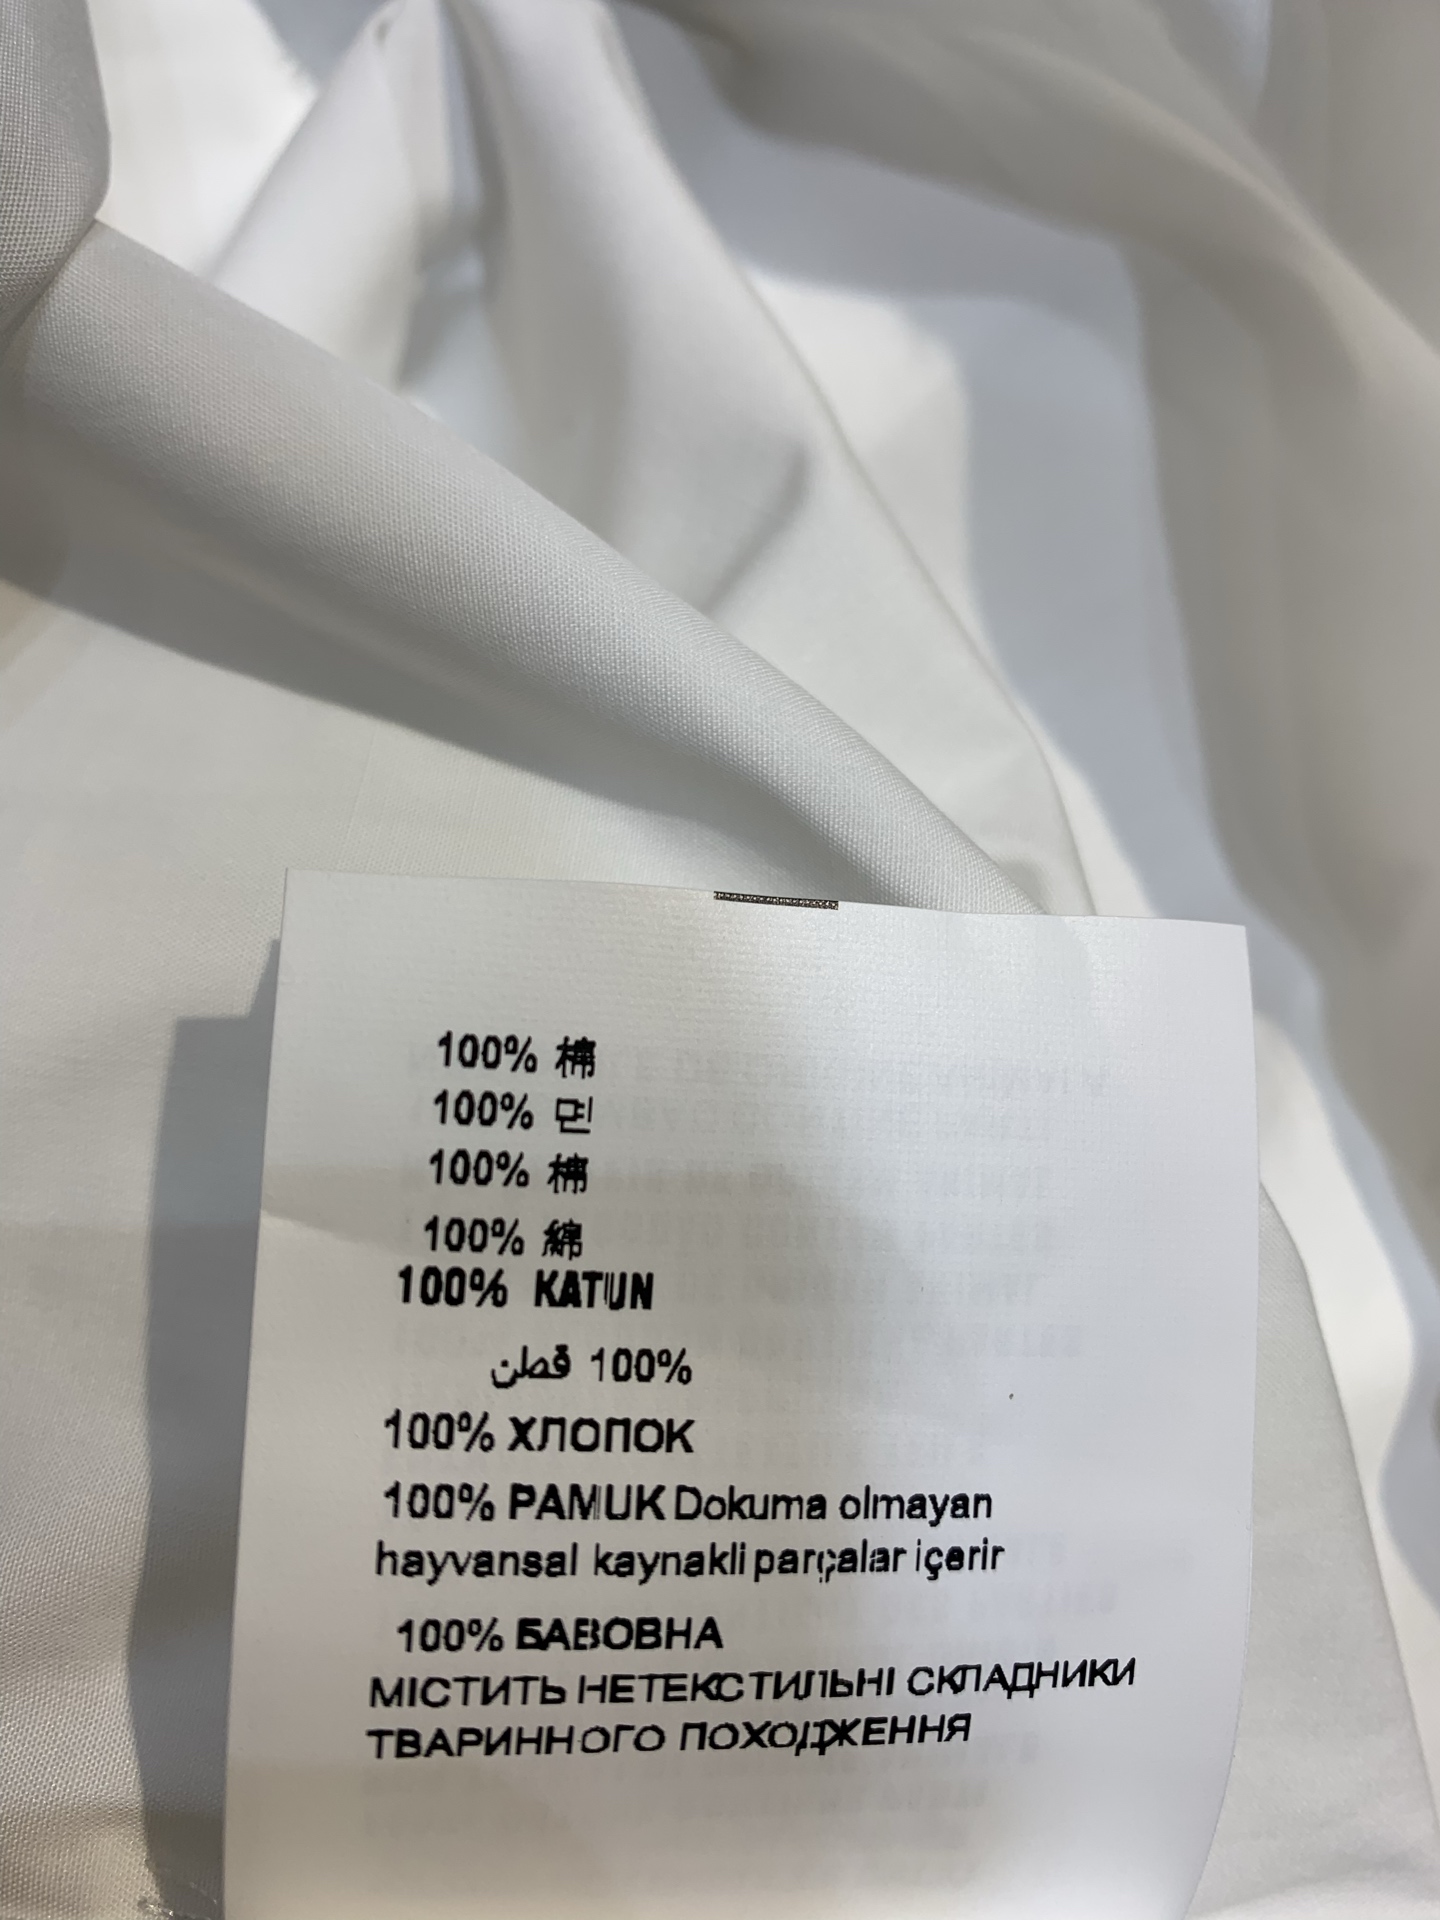 100% 棉
100% 면
100% 棉
100% 綿
100% KATUN
100% قطن
100% ХЛОПОК
100% PAMUK Dokuma olmayan
hayvansal kaynakli parçalar içerir
100% БАВОВНА
МІСТИТЬ НЕТЕКСТИЛЬНІ СКЛАДНИКИ
ТВАРИННОГО ПОХОДЖЕННЯ